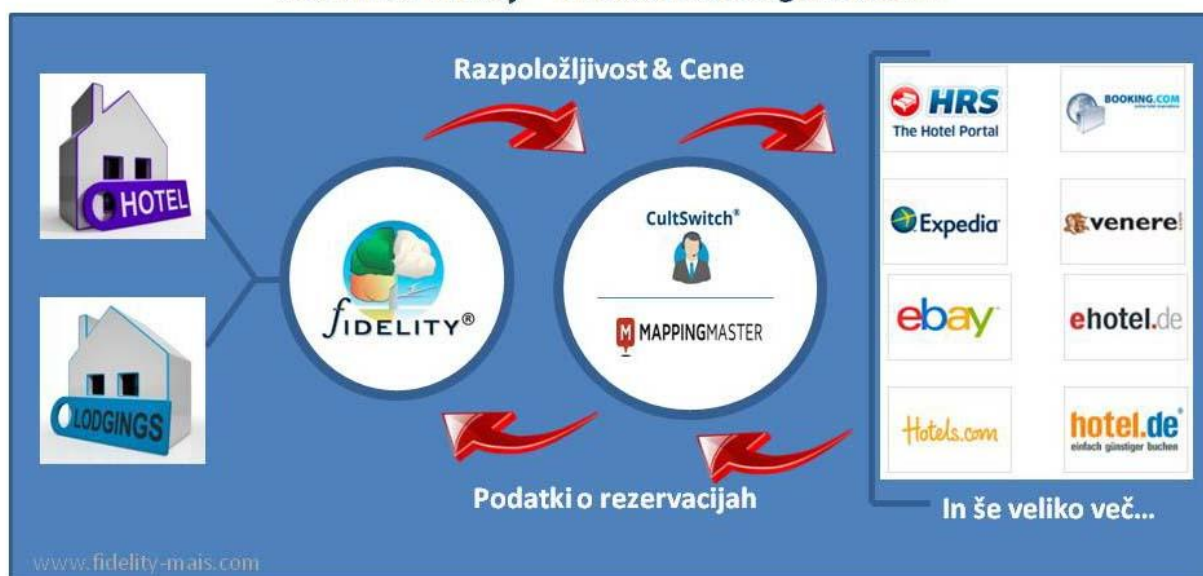 Razpoložljivost & Cene
HOTEL
LODGINGS
fIDELITY®
CultSwitch®
M MAPPINGMASTER
HRS
The Hotel Portal
BOOKING.COM
Expedia
venere
ebay
ehotel.de
Hotels.com
hotel.de
einfach günstiger buchen
Podatki o rezervacijah
In še veliko več...
www.fidelity-mais.com